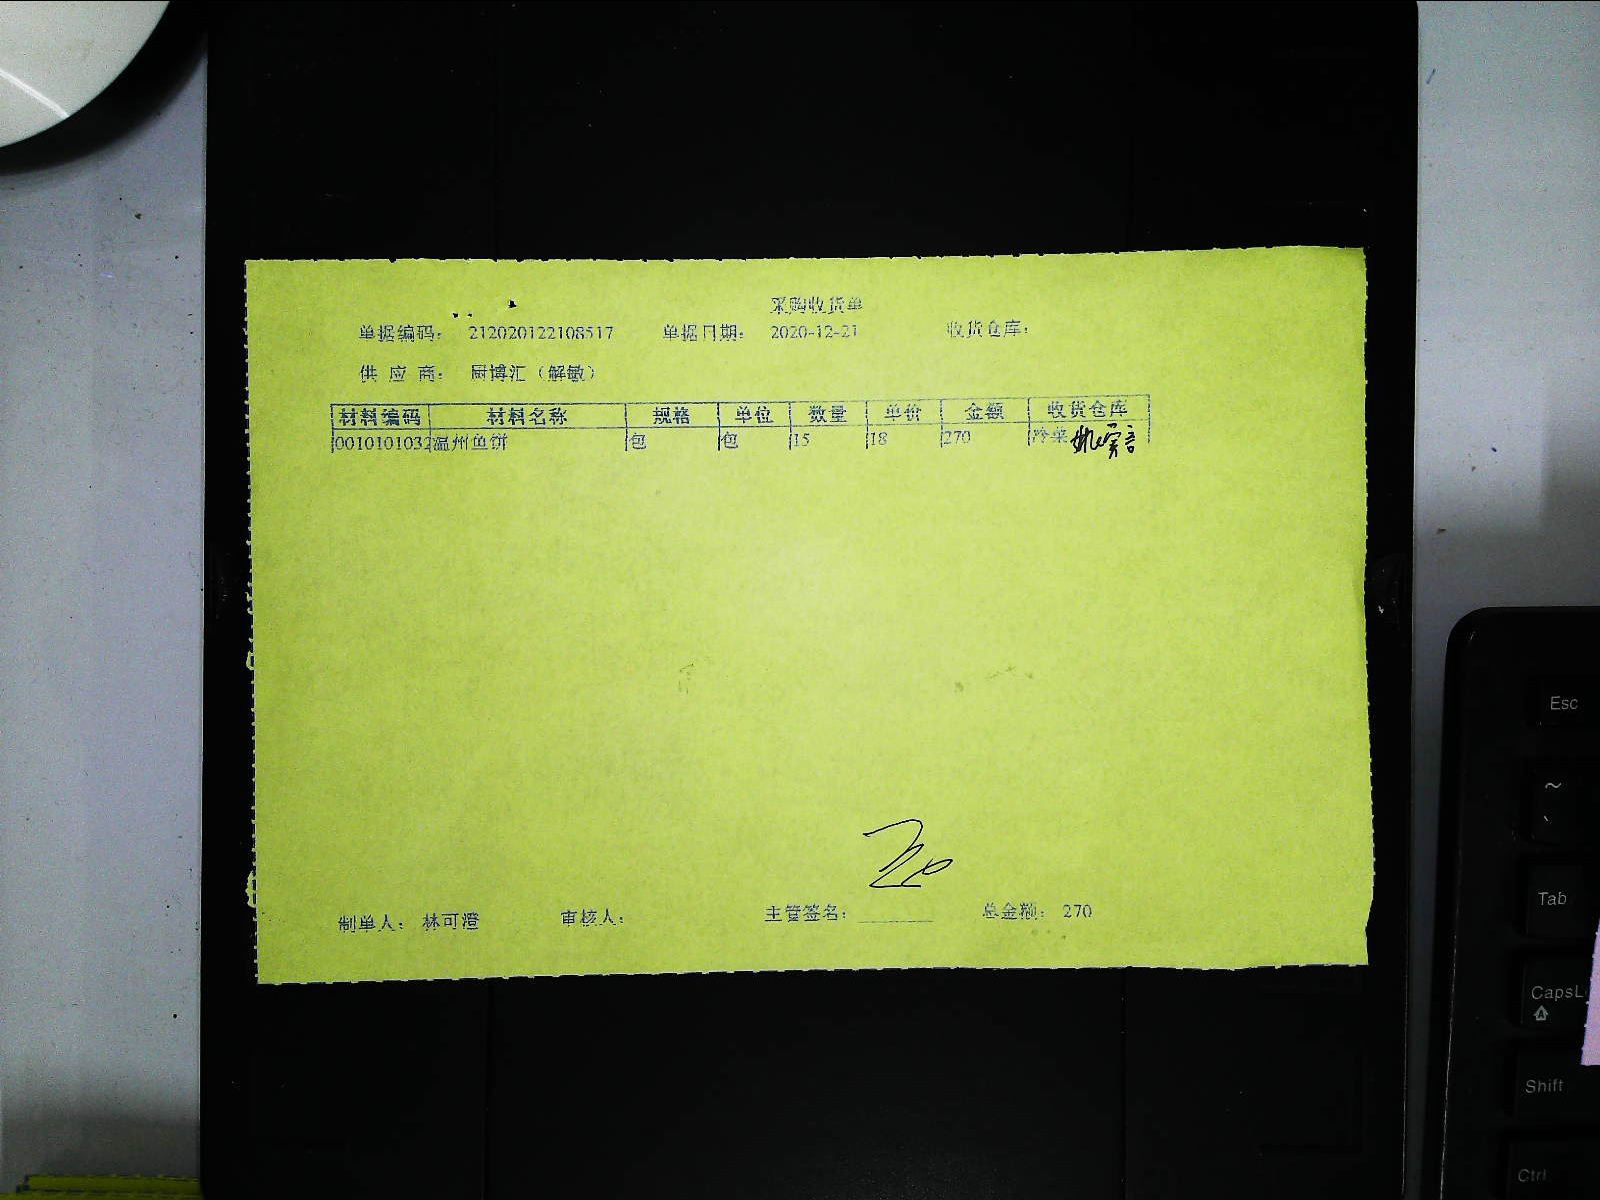 采购收货单
单据编码： 212020122108517 单据日期： 2020-12-21 收货仓库：
供 应 商： 厨博汇（解敏）
材料编码 材料名称 规格 单位 数量 单价 金额 收货仓库
0010101032 温州鱼饼 包 包 15 18 270 冷菜
制单人： 林可澄 审核人： 主管签名： 总金额： 270
Esc
~
Tab
CapsL
Shift
Ctrl